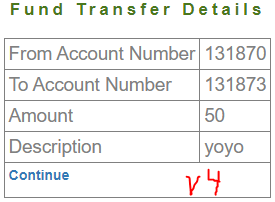 Fund Transfer Details
From Account Number 131870
To Account Number 131873
Amount 50
Description yoyo
Continue
v4